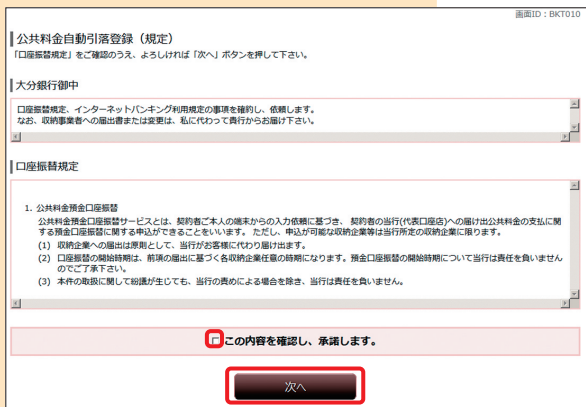 画面ID：BKT010
公共料金自動引落登録（規定）
「口座振替規定」をご確認のうえ、よろしければ「次へ」ボタンを押して下さい。
大分銀行御中
口座振替規定、インターネットバンキング利用規定の事項を確約し、依頼します。
なお、収納事業者への届出書または変更は、私に代わって貴行からお届け下さい。
口座振替規定
1. 公共料金預金口座振替
公共料金預金口座振替サービスとは、契約者ご本人の端末からの入力依頼に基づき、 契約者の当行(代表口座店)への届け出公共料金の支払に関
する預金口座振替に関する申込ができることをいいます。 ただし、申込が可能な収納企業等は当行所定の収納企業に限ります。
(1) 収納企業への届出は原則として、当行がお客様に代わり届け出ます。
(2) 口座振替の開始時期は、前項の届出に基づく各収納企業任意の時期になります。預金口座振替の開始時期について当行は責任を負いません
のでご了承下さい。
(3) 本件の取扱に関して紛議が生じても、当行の責めによる場合を除き、当行は責任を負いません。
この内容を確認し、承諾します。
次へ